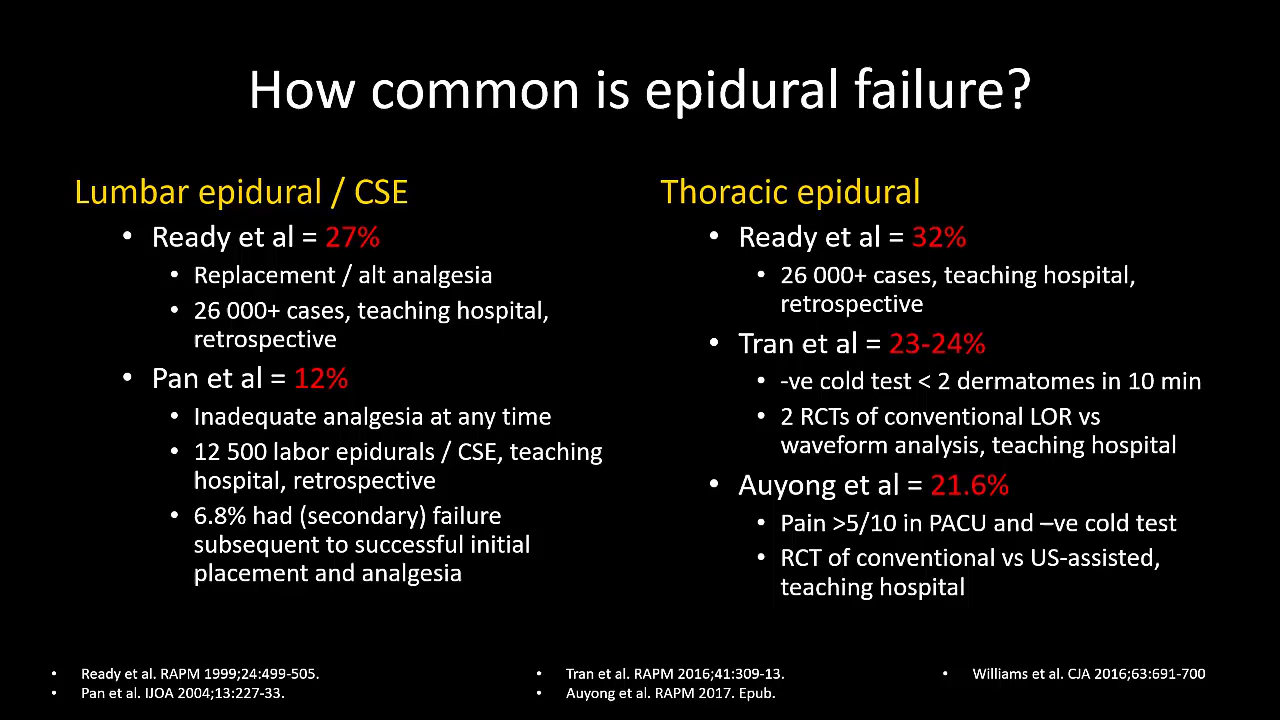 How common is epidural failure?
Lumbar epidural / CSE
• Ready et al = 27%
• Replacement / alt analgesia
• 26 000+ cases, teaching hospital,
retrospective
• Pan et al = 12%
• Inadequate analgesia at any time
• 12 500 labor epidurals / CSE, teaching
hospital, retrospective
• 6.8% had (secondary) failure
subsequent to successful initial
placement and analgesia
Thoracic epidural
• Ready et al = 32%
• 26 000+ cases, teaching hospital,
retrospective
• Tran et al = 23-24%
• -ve cold test < 2 dermatomes in 10 min
• 2 RCTs of conventional LOR vs
waveform analysis, teaching hospital
• Auyong et al = 21.6%
• Pain >5/10 in PACU and –ve cold test
• RCT of conventional vs US-assisted,
teaching hospital
• Ready et al. RAPM 1999;24:499-505.
• Pan et al. IJOA 2004;13:227-33.
• Tran et al. RAPM 2016;41:309-13.
• Auyong et al. RAPM 2017. Epub.
• Williams et al. CJA 2016;63:691-700